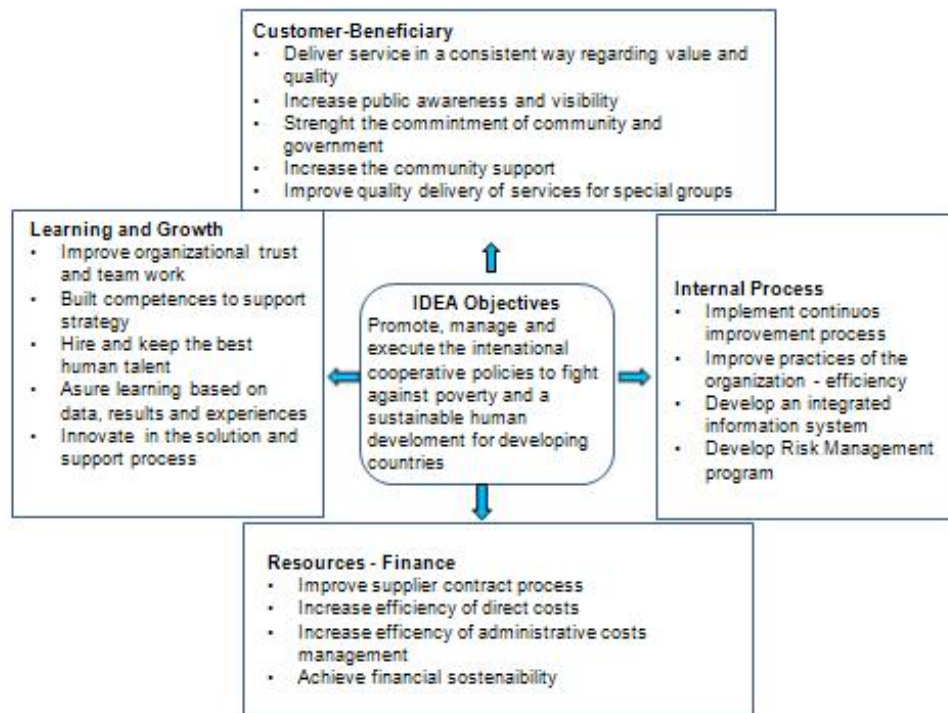 Customer-Beneficiary
• Deliver service in a consistent way regarding value and
quality
• Increase public awareness and visibility
• Strenght the commintment of community and
government
• Increase the community support
• Improve quality delivery of services for special groups
Learning and Growth
• Improve organizational trust
and team work
• Built competences to support
strategy
• Hire and keep the best
human talent
• Asure learning based on
data, results and experiences
• Innovate in the solution and
support process
IDEA Objectives
Promote, manage and
execute the intenational
cooperative policies to fight
against poverty and a
sustainable human
develoment for developing
countries
Internal Process
• Implement continuos
improvement process
• Improve practices of the
organization - efficiency
• Develop an integrated
information system
• Develop Risk Management
program
Resources - Finance
• Improve supplier contract process
• Increase efficiency of direct costs
• Increase efficency of administrative costs
management
• Achieve financial sostenaibility